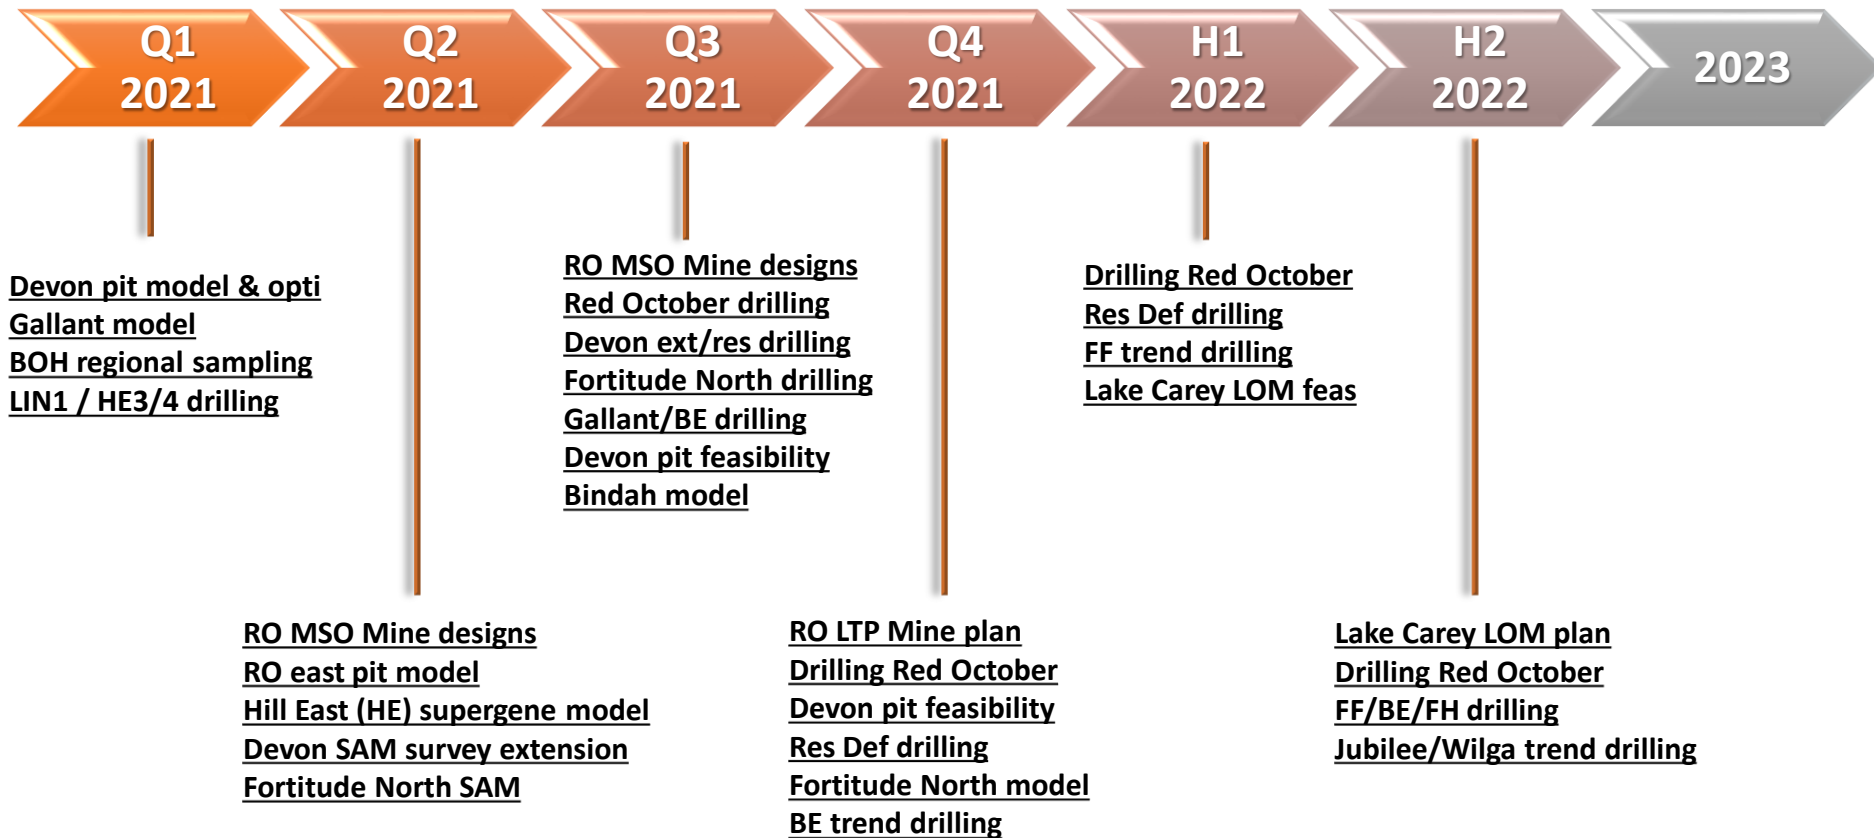 Q1
2021
Q2
2021
Q3
2021
Q4
2021
H1
2022
H2
2022
2023
Devon pit model & opti
Gallant model
BOH regional sampling
LIN1 / HE3/4 drilling
RO MSO Mine designs
RO east pit model
Hill East (HE) supergene model
Devon SAM survey extension
Fortitude North SAM
RO MSO Mine designs
Red October drilling
Devon ext/res drilling
Fortitude North drilling
Gallant/BE drilling
Devon pit feasibility
Bindah model
RO LTP Mine plan
Drilling Red October
Devon pit feasibility
Res Def drilling
Fortitude North model
BE trend drilling
Drilling Red October
Res Def drilling
FF trend drilling
Lake Carey LOM feas
Lake Carey LOM plan
Drilling Red October
FF/BE/FH drilling
Jubilee/Wilga trend drilling